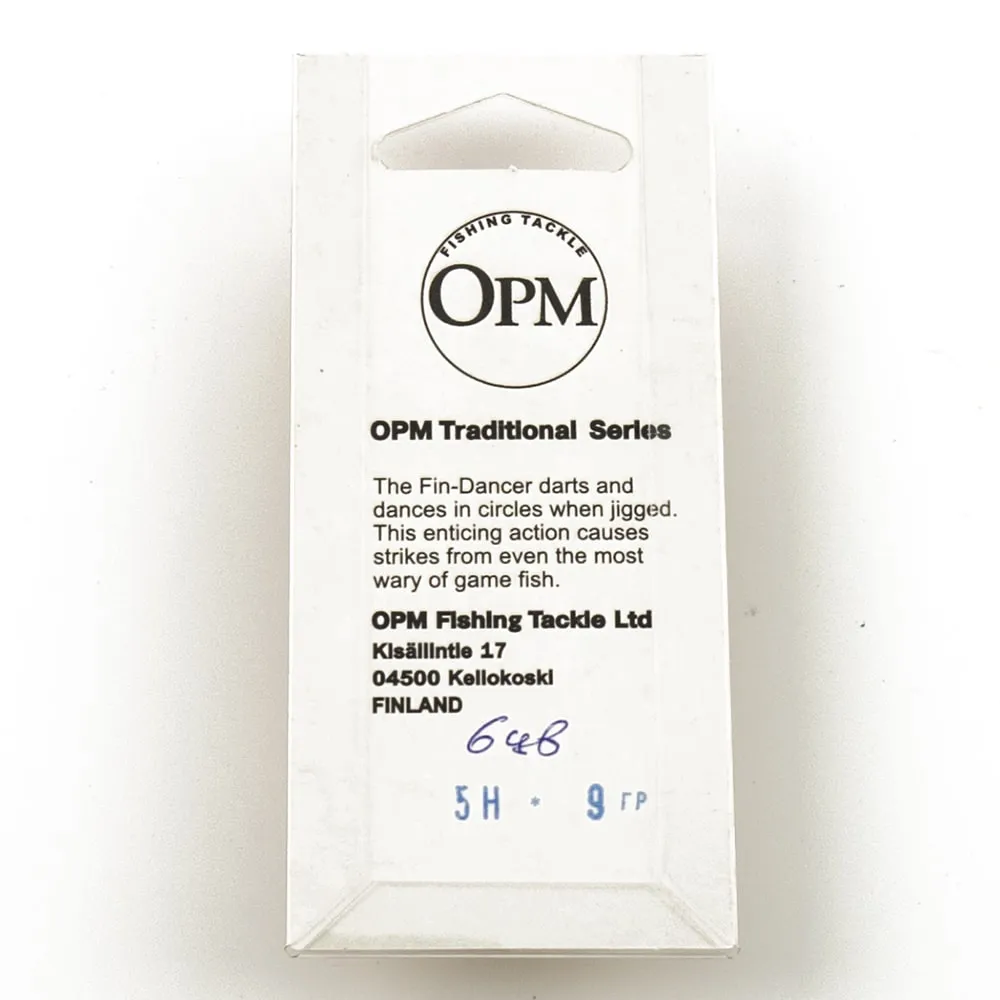 FISHING TACKLE
OPM
OPM Traditional Series
The Fin-Dancer darts and
dances in circles when jigged.
This enticing action causes
strikes from even the most
wary of game fish.
OPM Fishing Tackle Ltd
Kisällintie 17
04500 Kellokoski
FINLAND
5Н * 9 ГР